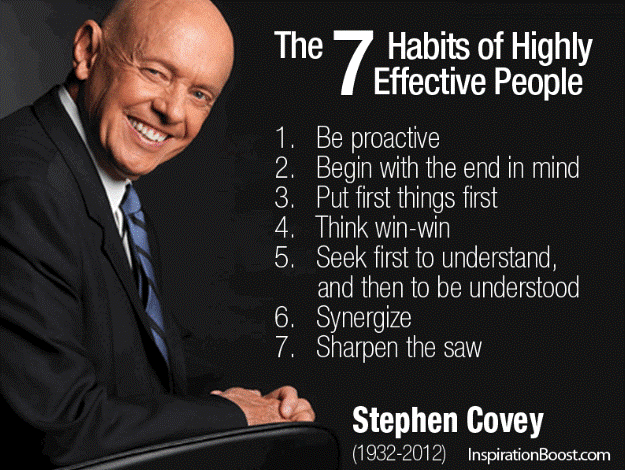 The 7 Habits of Highly
Effective People
1. Be proactive
2. Begin with the end in mind
3. Put first things first
4. Think win-win
5. Seek first to understand,
and then to be understood
6. Synergize
7. Sharpen the saw
Stephen Covey
(1932-2012) InspirationBoost.com